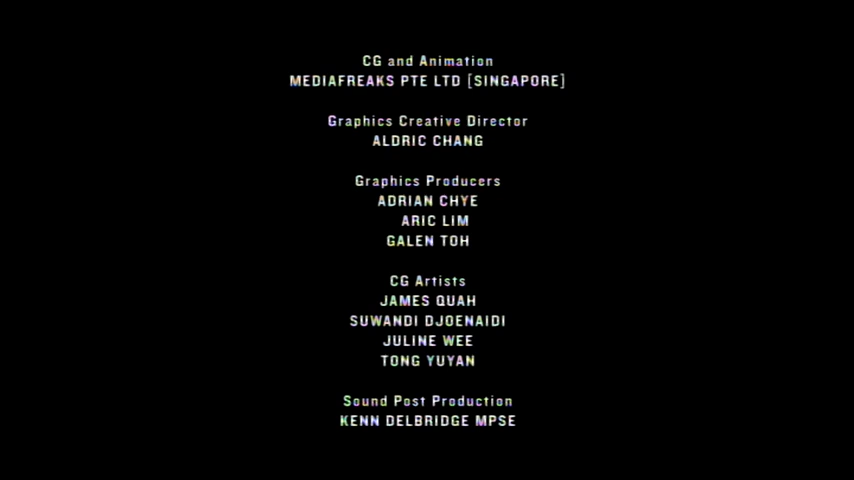 CG and Animation
MEDIAFREAKS PTE LTD [SINGAPORE]
Graphics Creative Director
ALDRIC CHANG
Graphics Producers
ADRIAN CHYE
ARIC LIM
GALEN TOH
CG Artists
JAMES QUAH
SUWANDI DJOENAIDI
JULINE WEE
TONG YUYAN
Sound Post Production
KENN DELBRIDGE MPSE